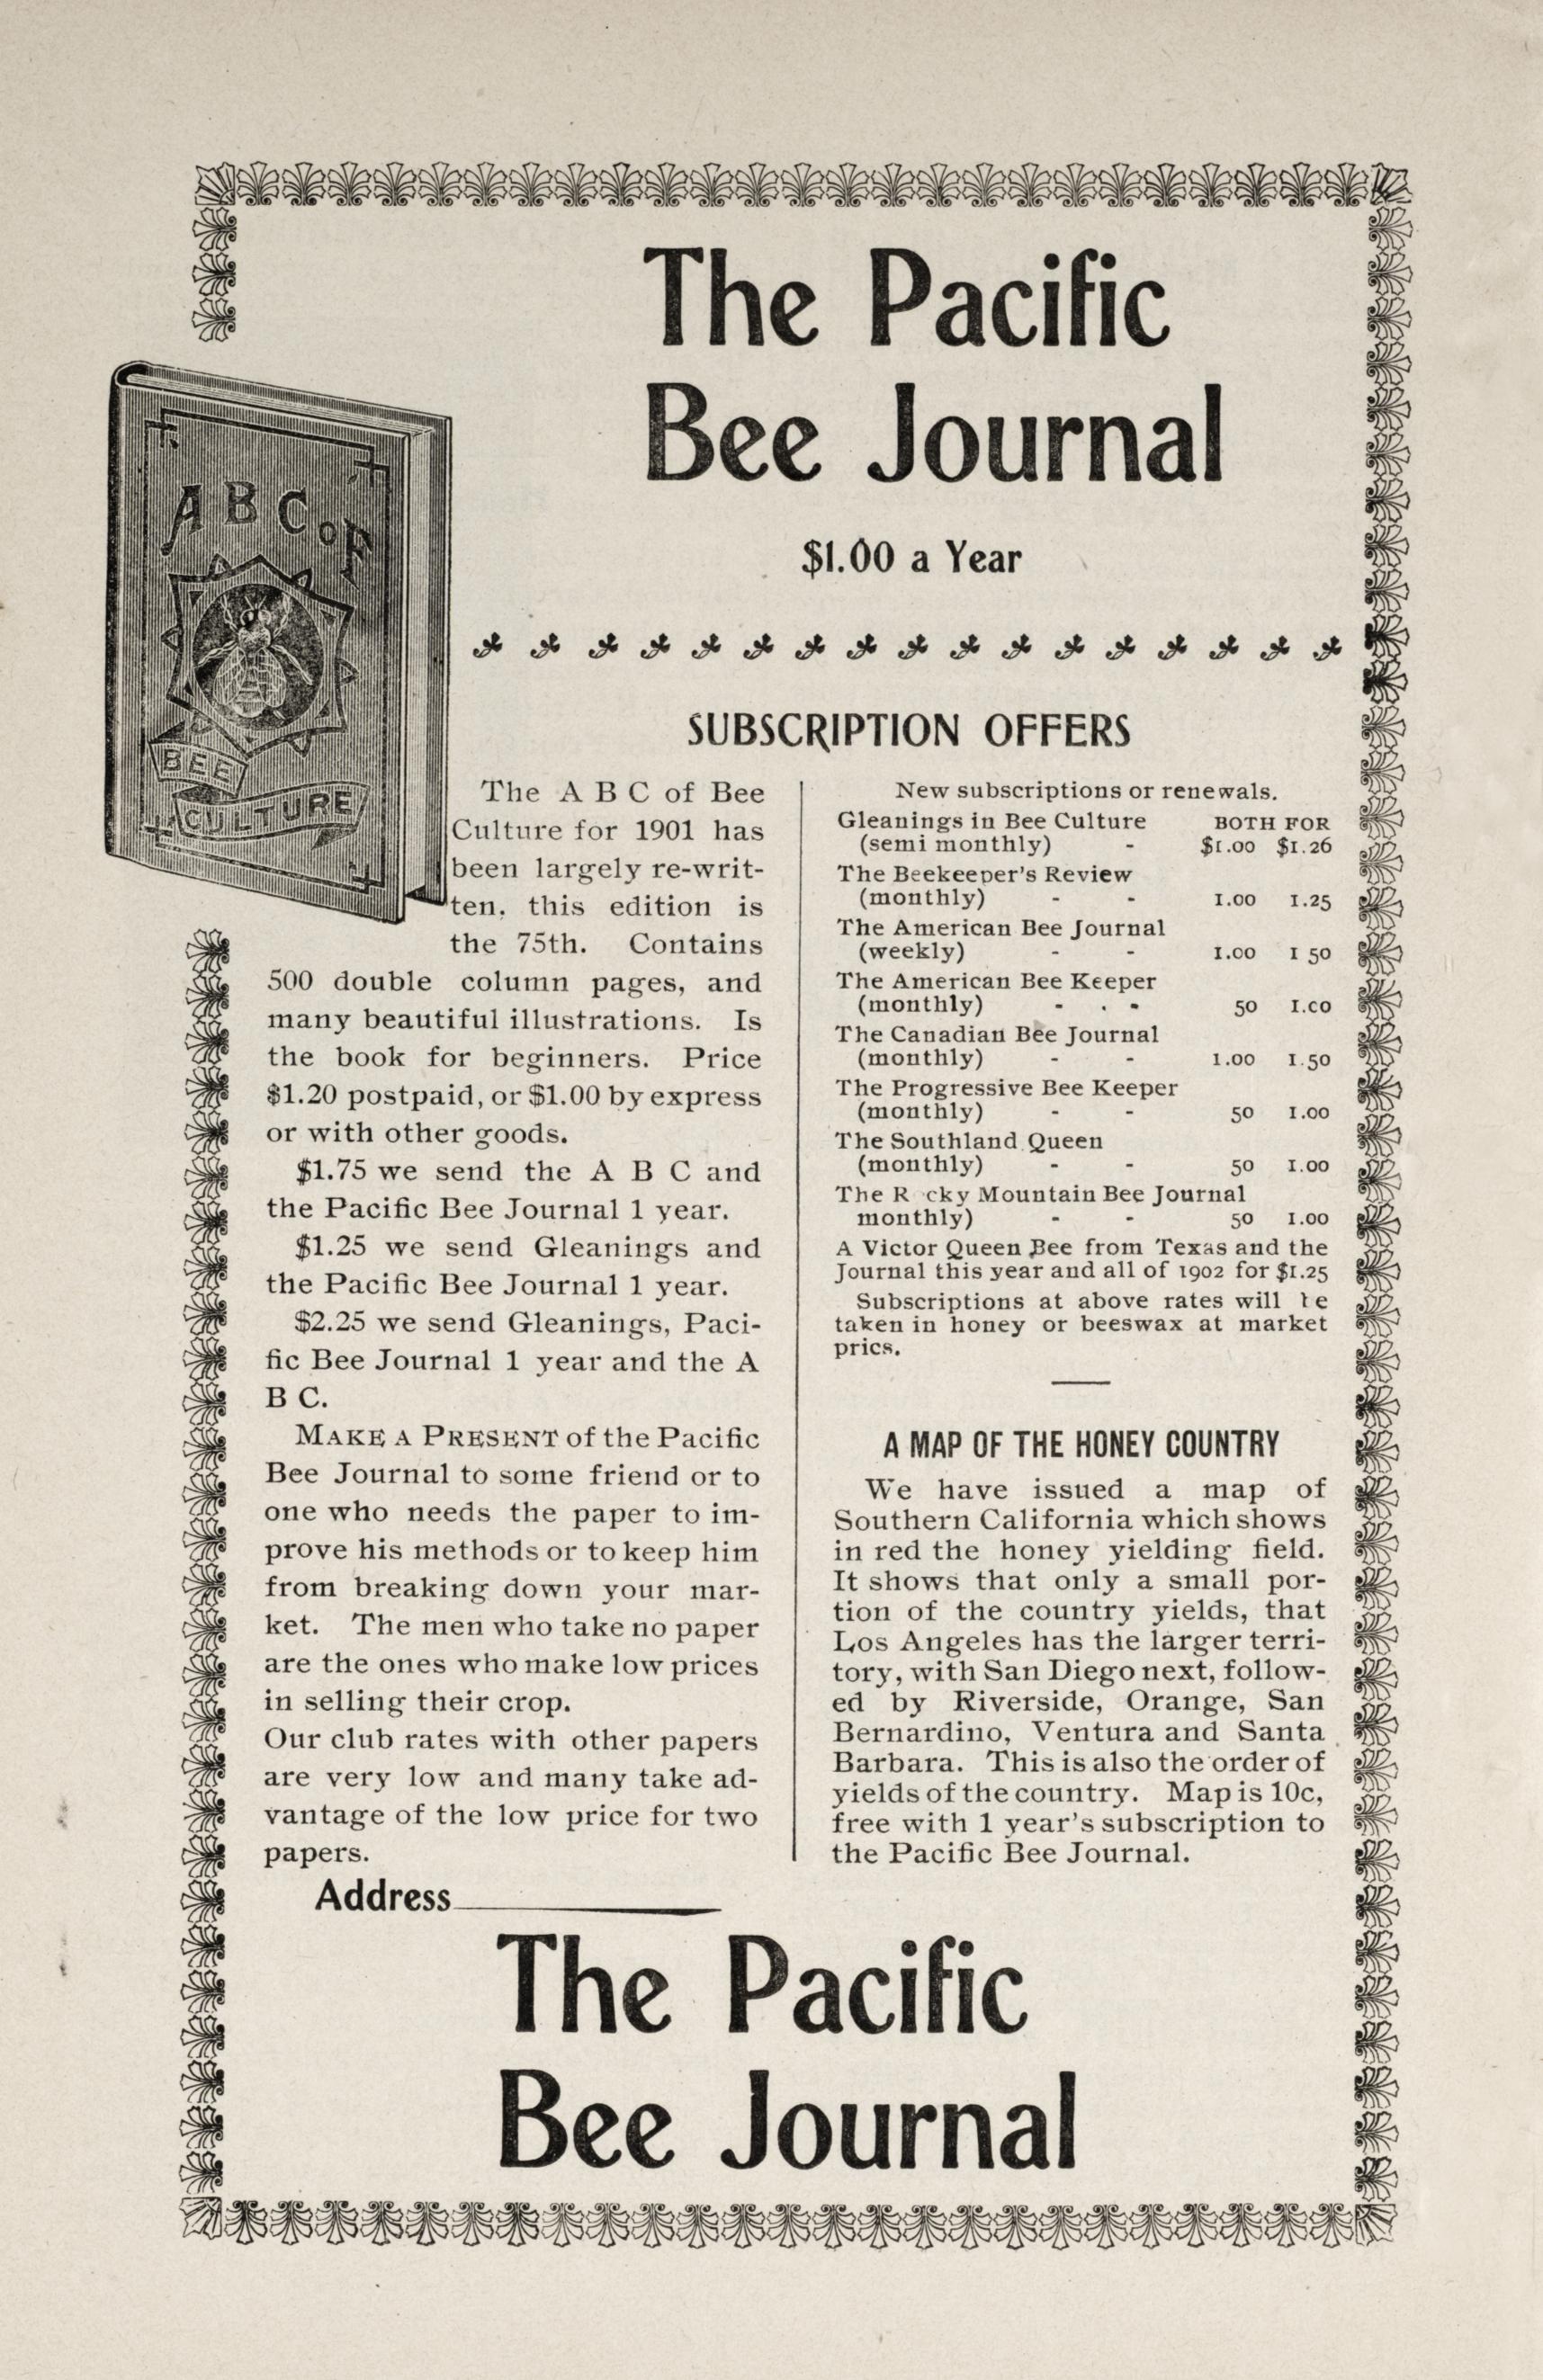 The Pacific
Bee Journal
$1.00 a Year
A B C OF
BEE
CULTURE
SUBSCRIPTION OFFERS
The A B C of Bee
Culture for 1901 has
been largely re-writ-
ten, this edition is
the 75th. Contains
500 double column pages, and
many beautiful illustrations. Is
the book for beginners. Price
$1.20 postpaid, or $1.00 by express
or with other goods.
$1.75 we send the A B C and
the Pacific Bee Journal 1 year.
$1.25 we send Gleanings and
the Pacific Bee Journal 1 year.
$2.25 we send Gleanings, Paci-
fic Bee Journal 1 year and the A
B C.
MAKE A PRESENT of the Pacific
Bee Journal to some friend or to
one who needs the paper to im-
prove his methods or to keep him
from breaking down your mar-
ket. The men who take no paper
are the ones who make low prices
in selling their crop.
Our club rates with other papers
are very low and many take ad-
vantage of the low price for two
papers.
New subscriptions or renewals.
Gleanings in Bee Culture BOTH FOR
(semi monthly) - $1.00 $1.26
The Beekeeper's Review
(monthly) - - 1.00 1.25
The American Bee Journal
(weekly) - - 1.00 1 50
The American Bee Keeper
(monthly) - . - 50 1.co
The Canadian Bee Journal
(monthly) - - 1.00 1.50
The Progressive Bee Keeper
(monthly) - - 50 1.00
The Southland Queen
(monthly) - - 50 1.00
The R cky Mountain Bee Journal
monthly) - - 50 1.00
A Victor Queen Bee from Texas and the
Journal this year and all of 1902 for $1.25
Subscriptions at above rates will be
taken in honey or beeswax at market
prics.
A MAP OF THE HONEY COUNTRY
We have issued a map of
Southern California which shows
in red the honey yielding field.
It shows that only a small por-
tion of the country yields, that
Los Angeles has the larger terri-
tory, with San Diego next, follow-
ed by Riverside, Orange, San
Bernardino, Ventura and Santa
Barbara. This is also the order of
yields of the country. Map is 10c,
free with 1 year's subscription to
the Pacific Bee Journal.
Address
The Pacific
Bee Journal